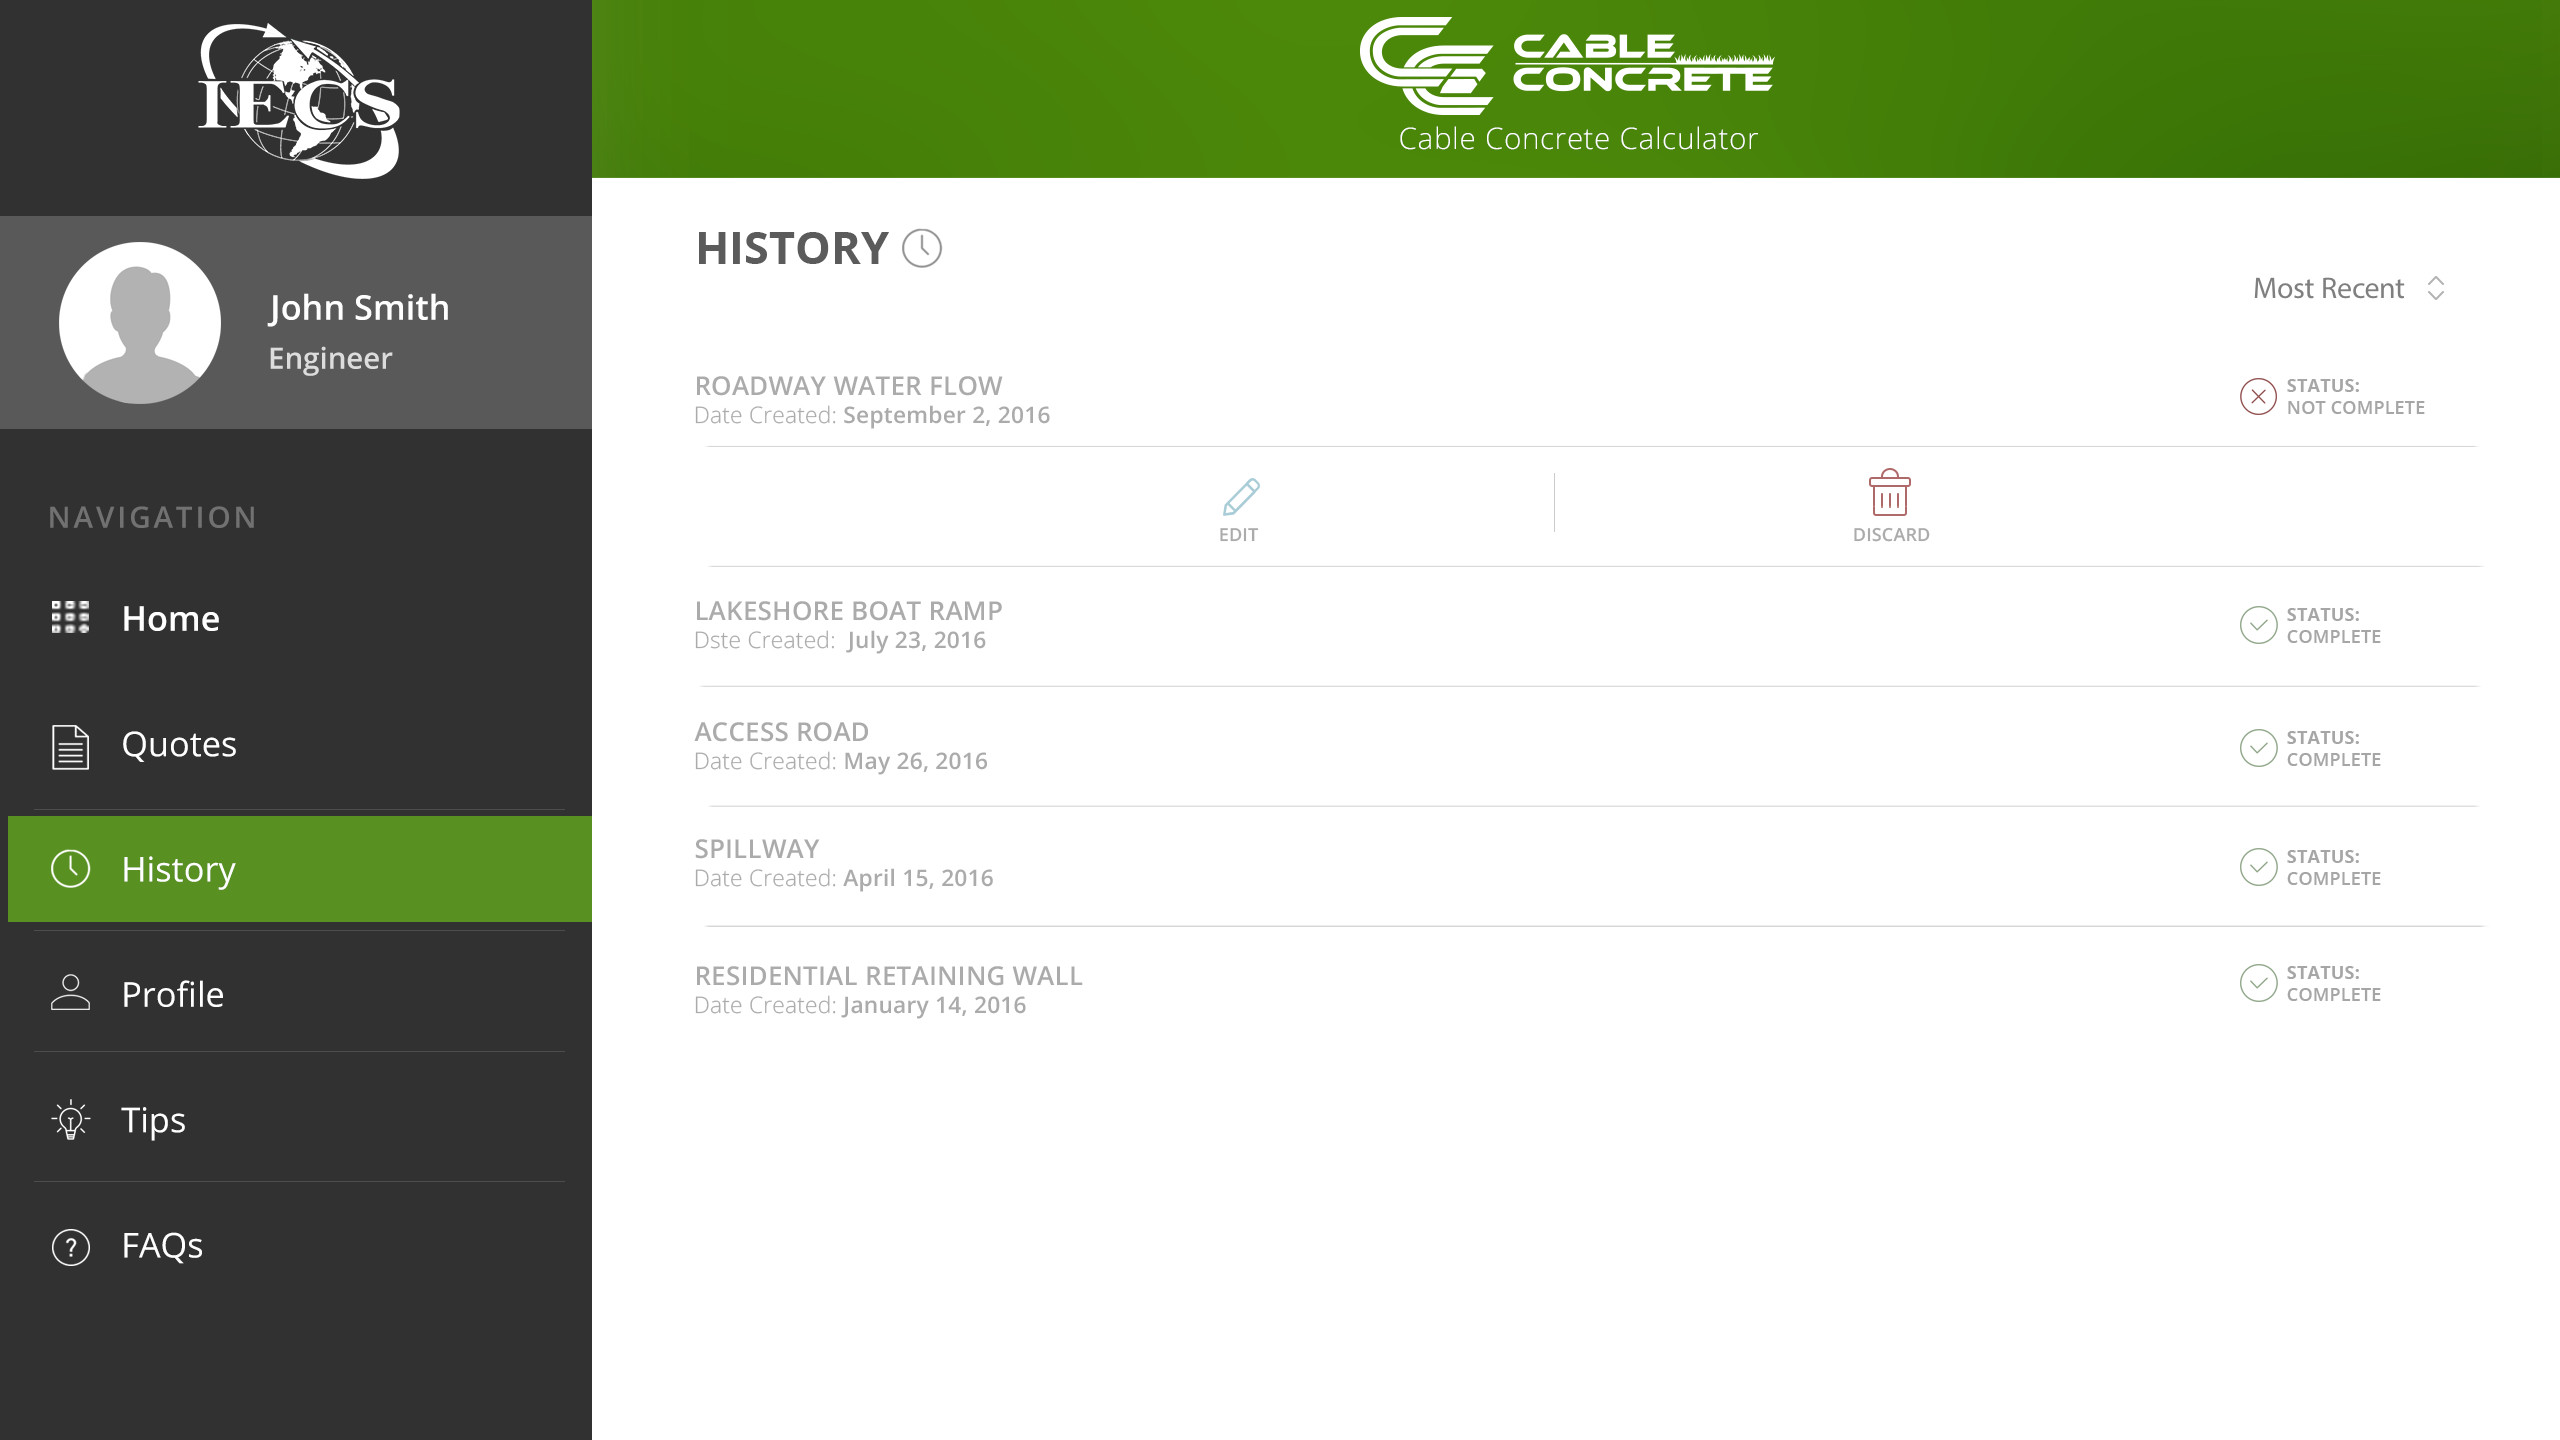 IECS
CABLE
CONCRETE
Cable Concrete Calculator
John Smith
Engineer
NAVIGATION
Home
Quotes
History
Profile
Tips
FAQs
HISTORY
Most Recent
ROADWAY WATER FLOW
Date Created: September 2, 2016
STATUS:
NOT COMPLETE
EDIT
DISCARD
LAKESHORE BOAT RAMP
Dste Created: July 23, 2016
STATUS:
COMPLETE
ACCESS ROAD
Date Created: May 26, 2016
STATUS:
COMPLETE
SPILLWAY
Date Created: April 15, 2016
STATUS:
COMPLETE
RESIDENTIAL RETAINING WALL
Date Created: January 14, 2016
STATUS:
COMPLETE